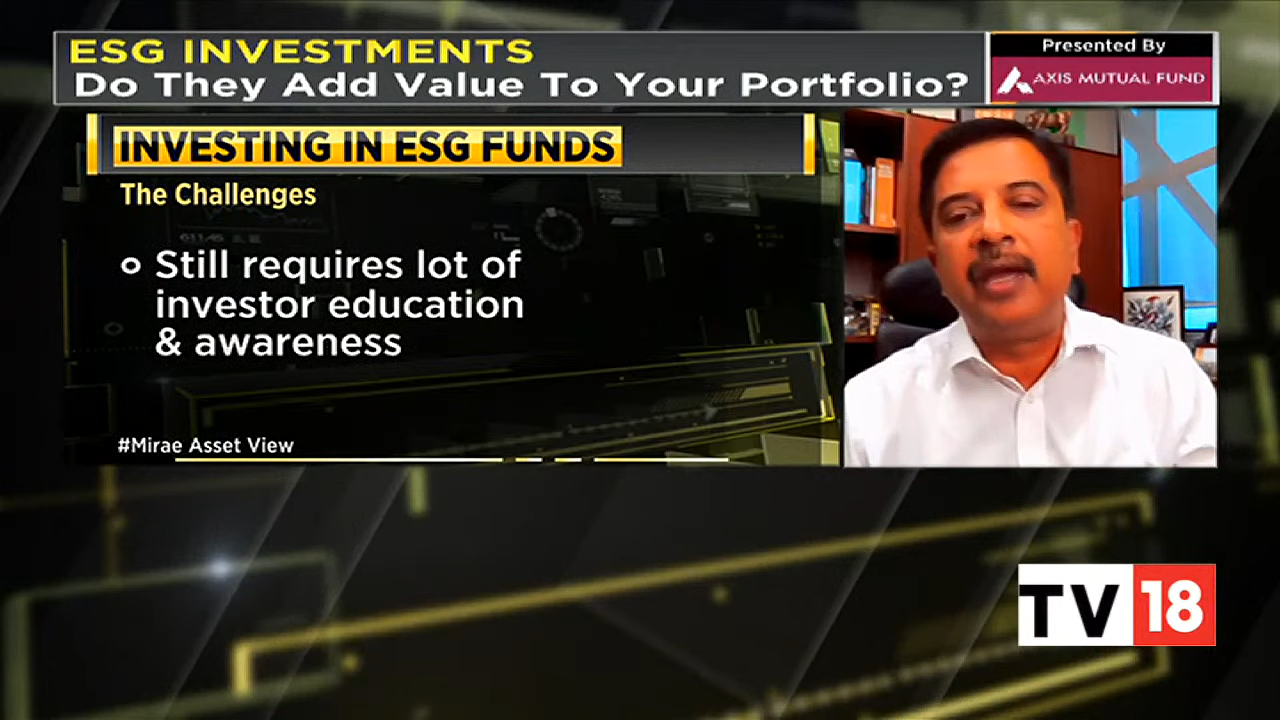 ESG INVESTMENTS
Do They Add Value To Your Portfolio?
Presented By
AXIS MUTUAL FUND
INVESTING IN ESG FUNDS
The Challenges
Still requires lot of
investor education
& awareness
#Mirae Asset View
TV18